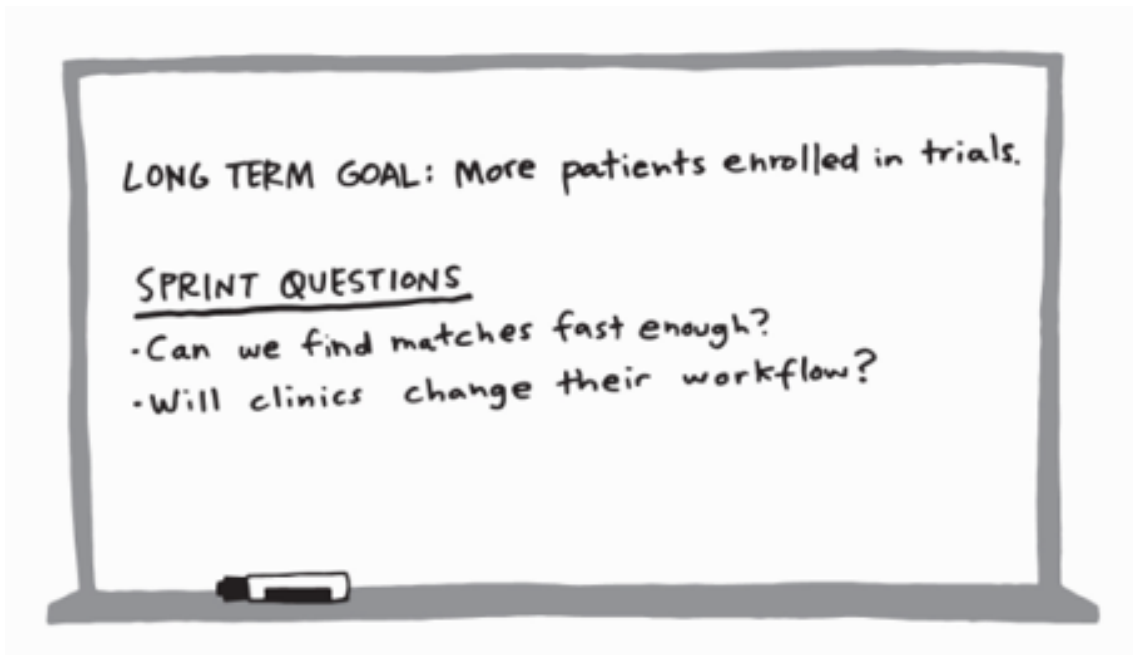 LONG TERM GOAL: More patients enrolled in trials.
SPRINT QUESTIONS
· Can we find matches fast enough?
· Will clinics change their workflow?